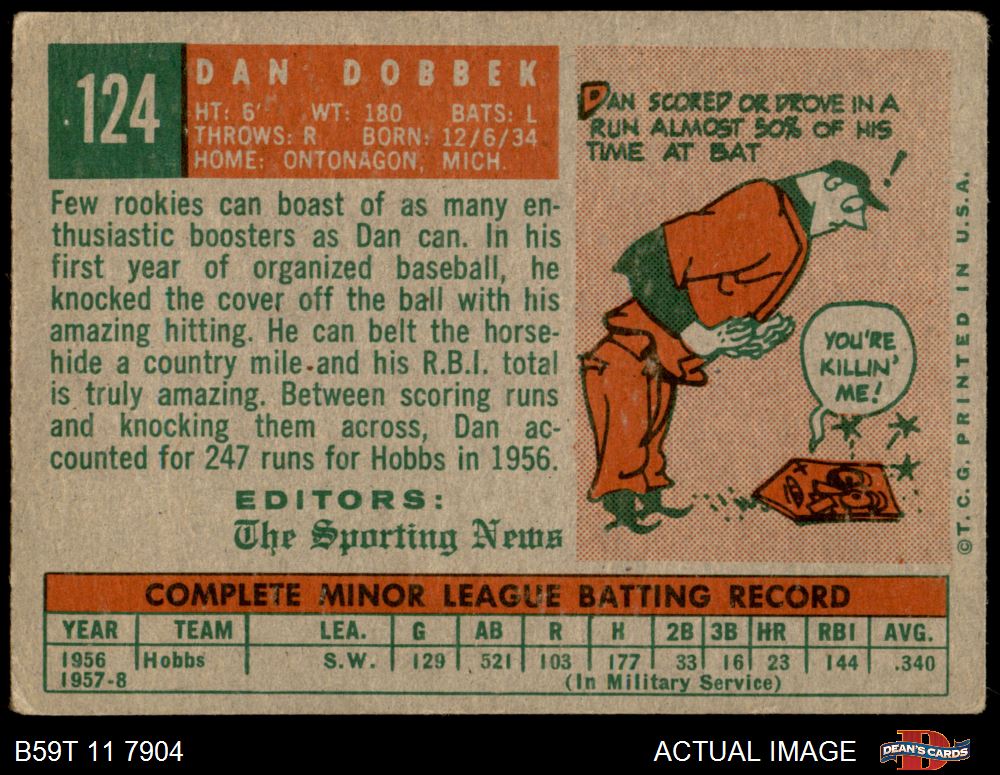 124
DAN DOBBEK
HT: 6' WT: 180 BATS: L
THROWS: R BORN: 12/6/34
HOME: ONTONAGON, MICH.
Few rookies can boast of as many en-
thusiastic boosters as Dan can. In his
first year of organized baseball, he
knocked the cover off the ball with his
amazing hitting. He can belt the horse-
hide a country mile and his R.B.I. total
is truly amazing. Between scoring runs
and knocking them across, Dan ac-
counted for 247 runs for Hobbs in 1956.
EDITORS:
The Sporting News
DAN SCORED OR DROVE IN A
RUN ALMOST 50% OF HIS
TIME AT BAT
!
YOU'RE
KILLIN'
ME!
©T.C.G. PRINTED IN U.S.A.
COMPLETE MINOR LEAGUE BATTING RECORD
YEAR TEAM LEA. G AB R H 2B 3B HR RBI AVG.
1956 Hobbs S.W. 129 521 103 177 33 16 23 144 .340
1957-8 (In Military Service)
B59T 11 7904
ACTUAL IMAGE
D
DEAN'S CARDS